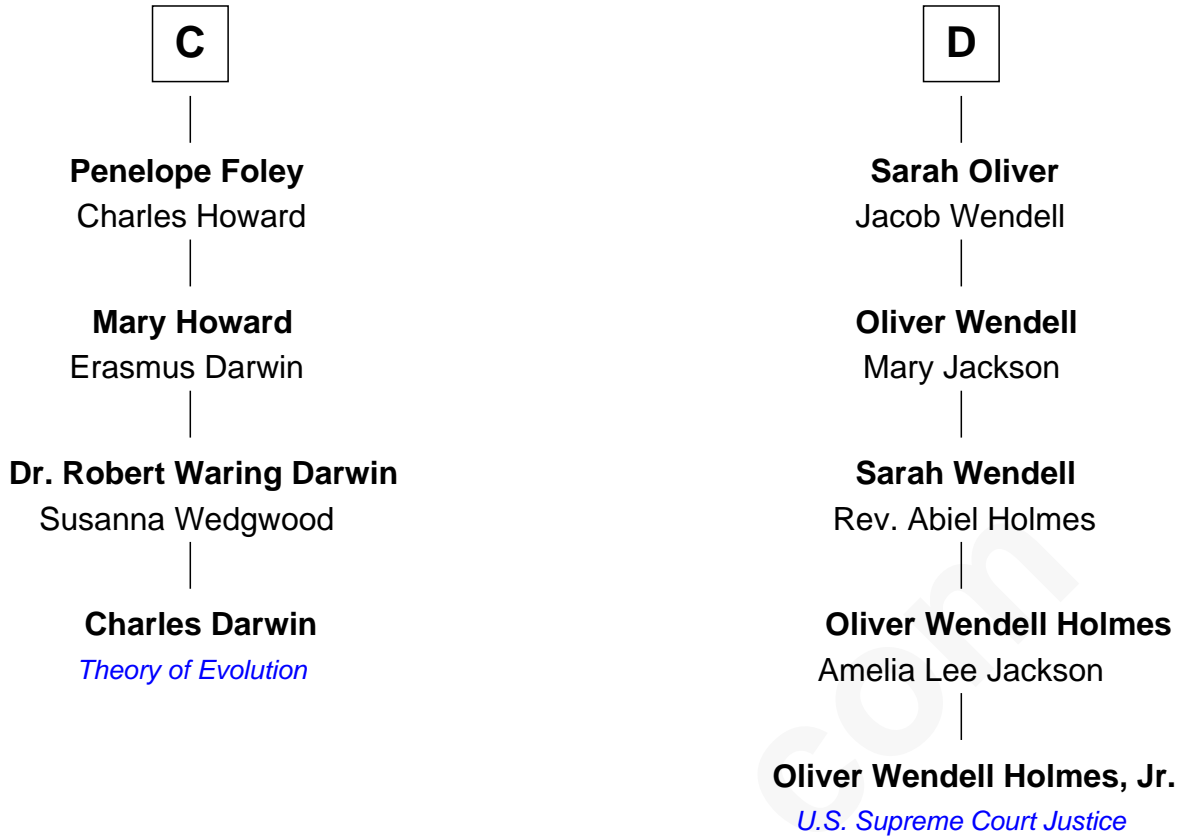 C
Penelope Foley
Charles Howard
Mary Howard
Erasmus Darwin
Dr. Robert Waring Darwin
Susanna Wedgwood
Charles Darwin
Theory of Evolution
D
Sarah Oliver
Jacob Wendell
Oliver Wendell
Mary Jackson
Sarah Wendell
Rev. Abiel Holmes
Oliver Wendell Holmes
Amelia Lee Jackson
Oliver Wendell Holmes, Jr.
U.S. Supreme Court Justice
com